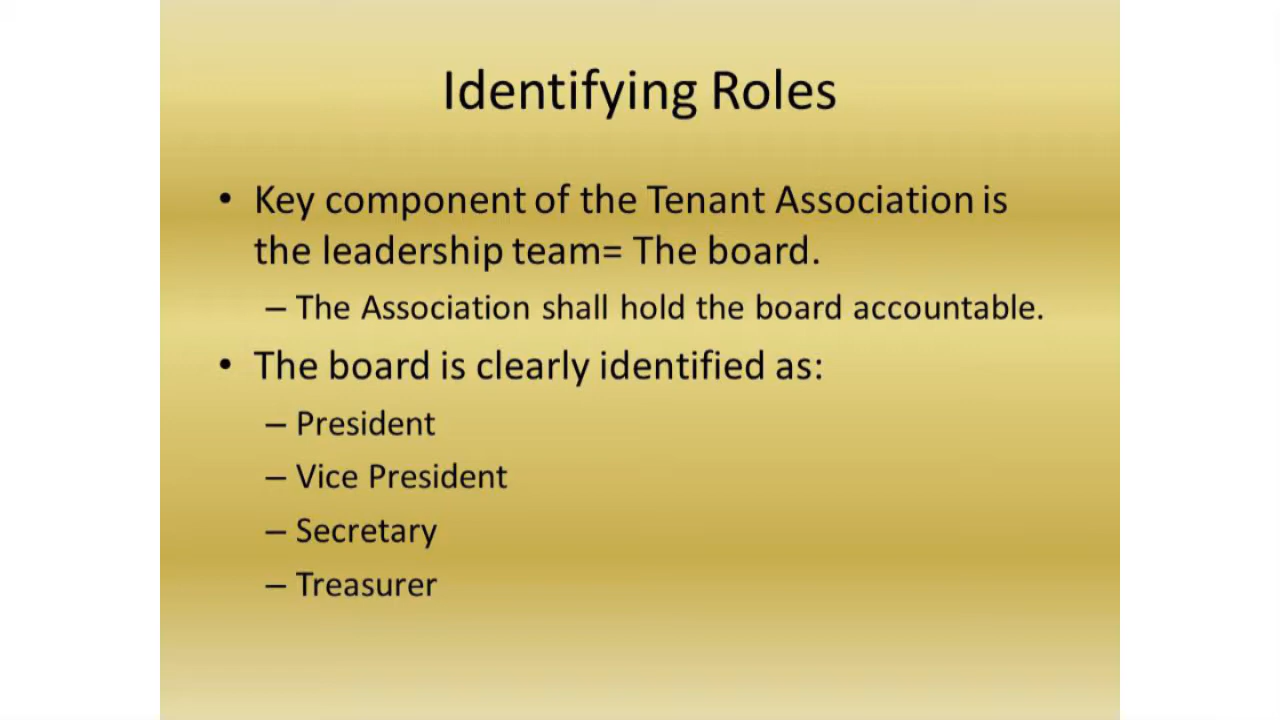 Identifying Roles
• Key component of the Tenant Association is
the leadership team= The board.
– The Association shall hold the board accountable.
• The board is clearly identified as:
– President
– Vice President
– Secretary
– Treasurer